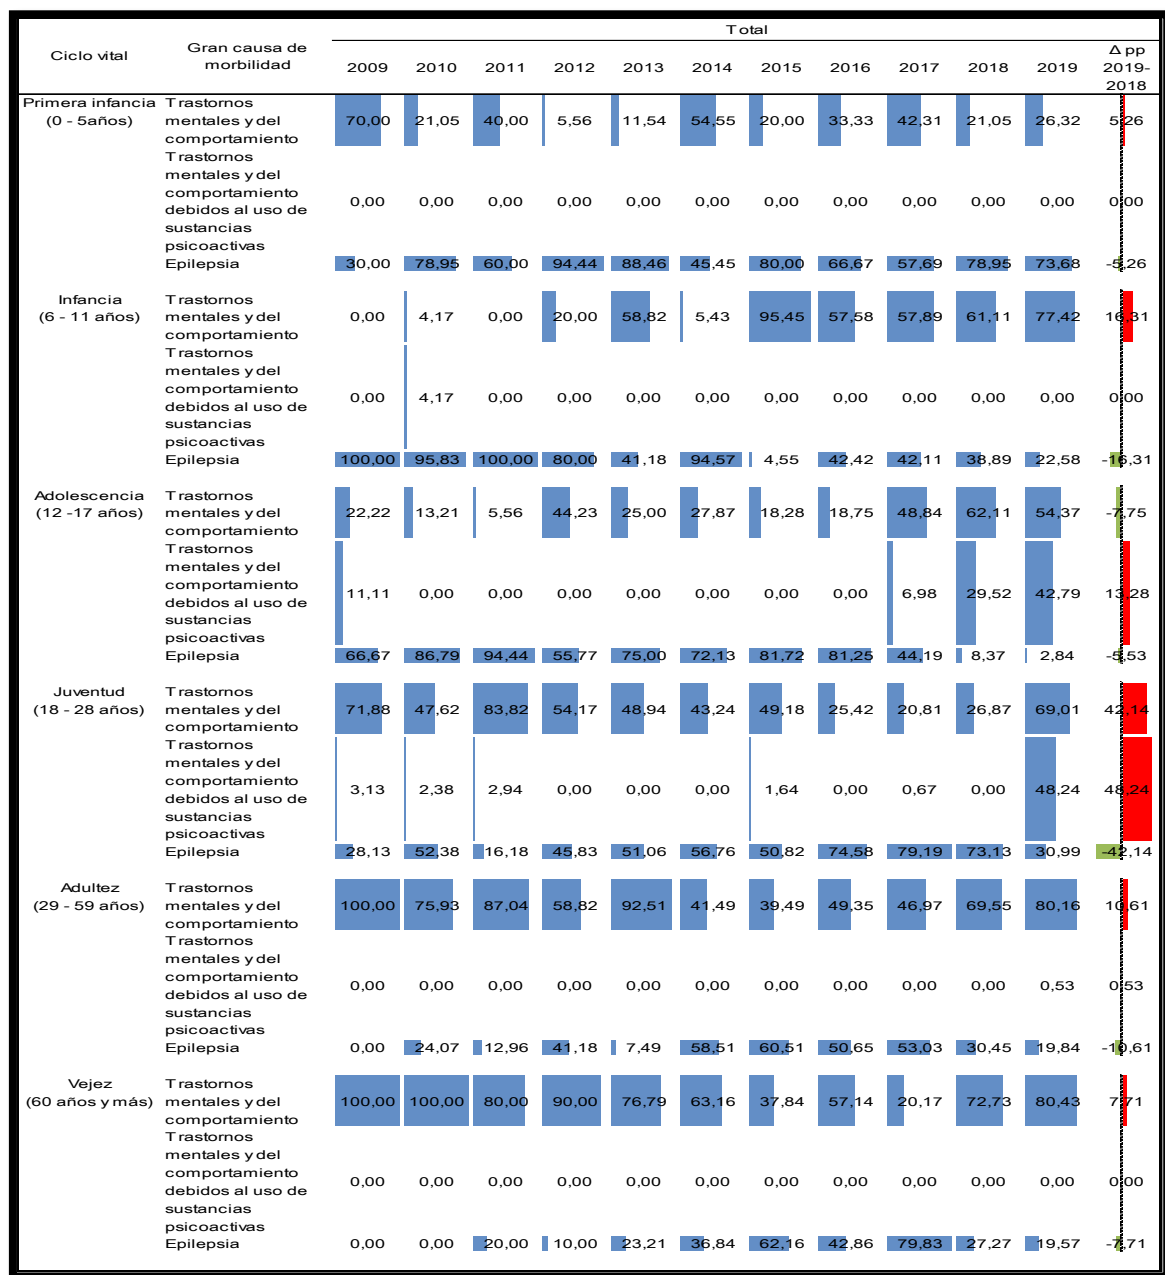 Total
Ciclo vital Gran causa de morbilidad 2009 2010 2011 2012 2013 2014 2015 2016 2017 2018 2019 Δ pp 2019-2018
Primera infancia (0 - 5años) Trastornos mentales y del comportamiento 70,00 21,05 40,00 5,56 11,54 54,55 20,00 33,33 42,31 21,05 26,32 5,26
Trastornos mentales y del comportamiento debidos al uso de sustancias psicoactivas 0,00 0,00 0,00 0,00 0,00 0,00 0,00 0,00 0,00 0,00 0,00 0,00
Epilepsia 30,00 78,95 60,00 94,44 88,46 45,45 80,00 66,67 57,69 78,95 73,68 -5,26
Infancia (6 - 11 años) Trastornos mentales y del comportamiento 0,00 4,17 0,00 20,00 58,82 5,43 95,45 57,58 57,89 61,11 77,42 16,31
Trastornos mentales y del comportamiento debidos al uso de sustancias psicoactivas 0,00 4,17 0,00 0,00 0,00 0,00 0,00 0,00 0,00 0,00 0,00 0,00
Epilepsia 100,00 95,83 100,00 80,00 41,18 94,57 4,55 42,42 42,11 38,89 22,58 -16,31
Adolescencia (12 -17 años) Trastornos mentales y del comportamiento 22,22 13,21 5,56 44,23 25,00 27,87 18,28 18,75 48,84 62,11 54,37 -7,75
Trastornos mentales y del comportamiento debidos al uso de sustancias psicoactivas 11,11 0,00 0,00 0,00 0,00 0,00 0,00 0,00 6,98 29,52 42,79 13,28
Epilepsia 66,67 86,79 94,44 55,77 75,00 72,13 81,72 81,25 44,19 8,37 2,84 -5,53
Juventud (18 - 28 años) Trastornos mentales y del comportamiento 71,88 47,62 83,82 54,17 48,94 43,24 49,18 25,42 20,81 26,87 69,01 42,14
Trastornos mentales y del comportamiento debidos al uso de sustancias psicoactivas 3,13 2,38 2,94 0,00 0,00 0,00 1,64 0,00 0,67 0,00 48,24 48,24
Epilepsia 28,13 52,38 16,18 45,83 51,06 56,76 50,82 74,58 79,19 73,13 30,99 -42,14
Adultez (29 - 59 años) Trastornos mentales y del comportamiento 100,00 75,93 87,04 58,82 92,51 41,49 39,49 49,35 46,97 69,55 80,16 10,61
Trastornos mentales y del comportamiento debidos al uso de sustancias psicoactivas 0,00 0,00 0,00 0,00 0,00 0,00 0,00 0,00 0,00 0,00 0,53 0,53
Epilepsia 0,00 24,07 12,96 41,18 7,49 58,51 60,51 50,65 53,03 30,45 19,84 -10,61
Vejez (60 años y más) Trastornos mentales y del comportamiento 100,00 100,00 80,00 90,00 76,79 63,16 37,84 57,14 20,17 72,73 80,43 7,71
Trastornos mentales y del comportamiento debidos al uso de sustancias psicoactivas 0,00 0,00 0,00 0,00 0,00 0,00 0,00 0,00 0,00 0,00 0,00 0,00
Epilepsia 0,00 0,00 20,00 10,00 23,21 36,84 62,16 42,86 79,83 27,27 19,57 -7,71